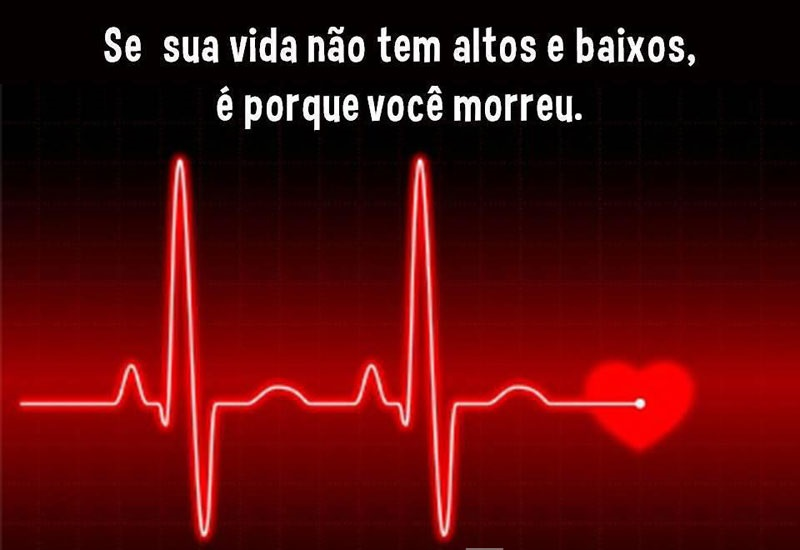 Se sua vida não tem altos e baixos,
é porque você morreu.